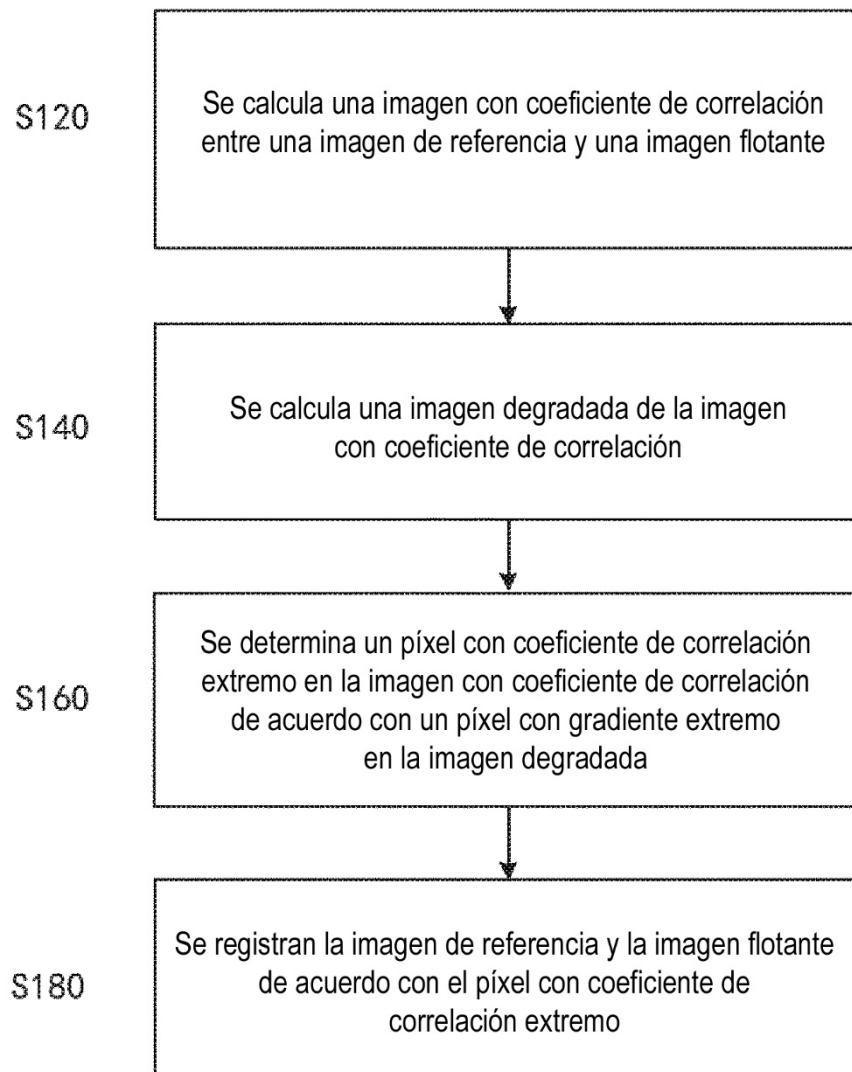 S120
Se calcula una imagen con coeficiente de correlación
entre una imagen de referencia y una imagen flotante
S140
Se calcula una imagen degradada de la imagen
con coeficiente de correlación
S160
Se determina un píxel con coeficiente de correlación
extremo en la imagen con coeficiente de correlación
de acuerdo con un píxel con gradiente extremo
en la imagen degradada
S180
Se registran la imagen de referencia y la imagen flotante
de acuerdo con el píxel con coeficiente de
correlación extremo